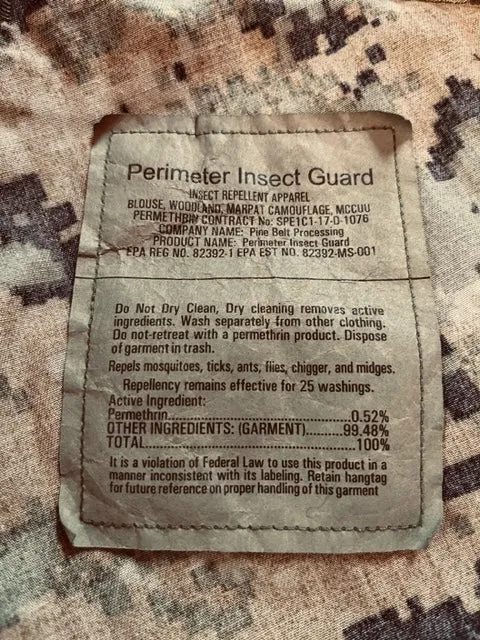 Perimeter Insect Guard
INSECT REPELLENT APPAREL
BLOUSE, WOODLAND, MARPAT CAMOUFLAGE, MCCUU
PERMETHRIN CONTRACT No: SPE1C1-17-D-1076
COMPANY NAME: Pine Belt Processing
PRODUCT NAME: Perimeter Insect Guard
EPA REG NO. 82392-1 EPA EST NO. 82392-MS-001
Do Not Dry Clean, Dry cleaning removes active
ingredients. Wash separately from other clothing.
Do not-retreat with a permethrin product. Dispose
of garment in trash.
Repels mosquitoes, ticks, ants, flies, chigger, and midges.
Repellency remains effective for 25 washings.
Active Ingredient:
Permethrin....................................0.52%
OTHER INGREDIENTS: (GARMENT).........99.48%
TOTAL..........................................100%
It is a violation of Federal Law to use this product in a
manner inconsistent with its labeling. Retain hangtag
for future reference on proper handling of this garment